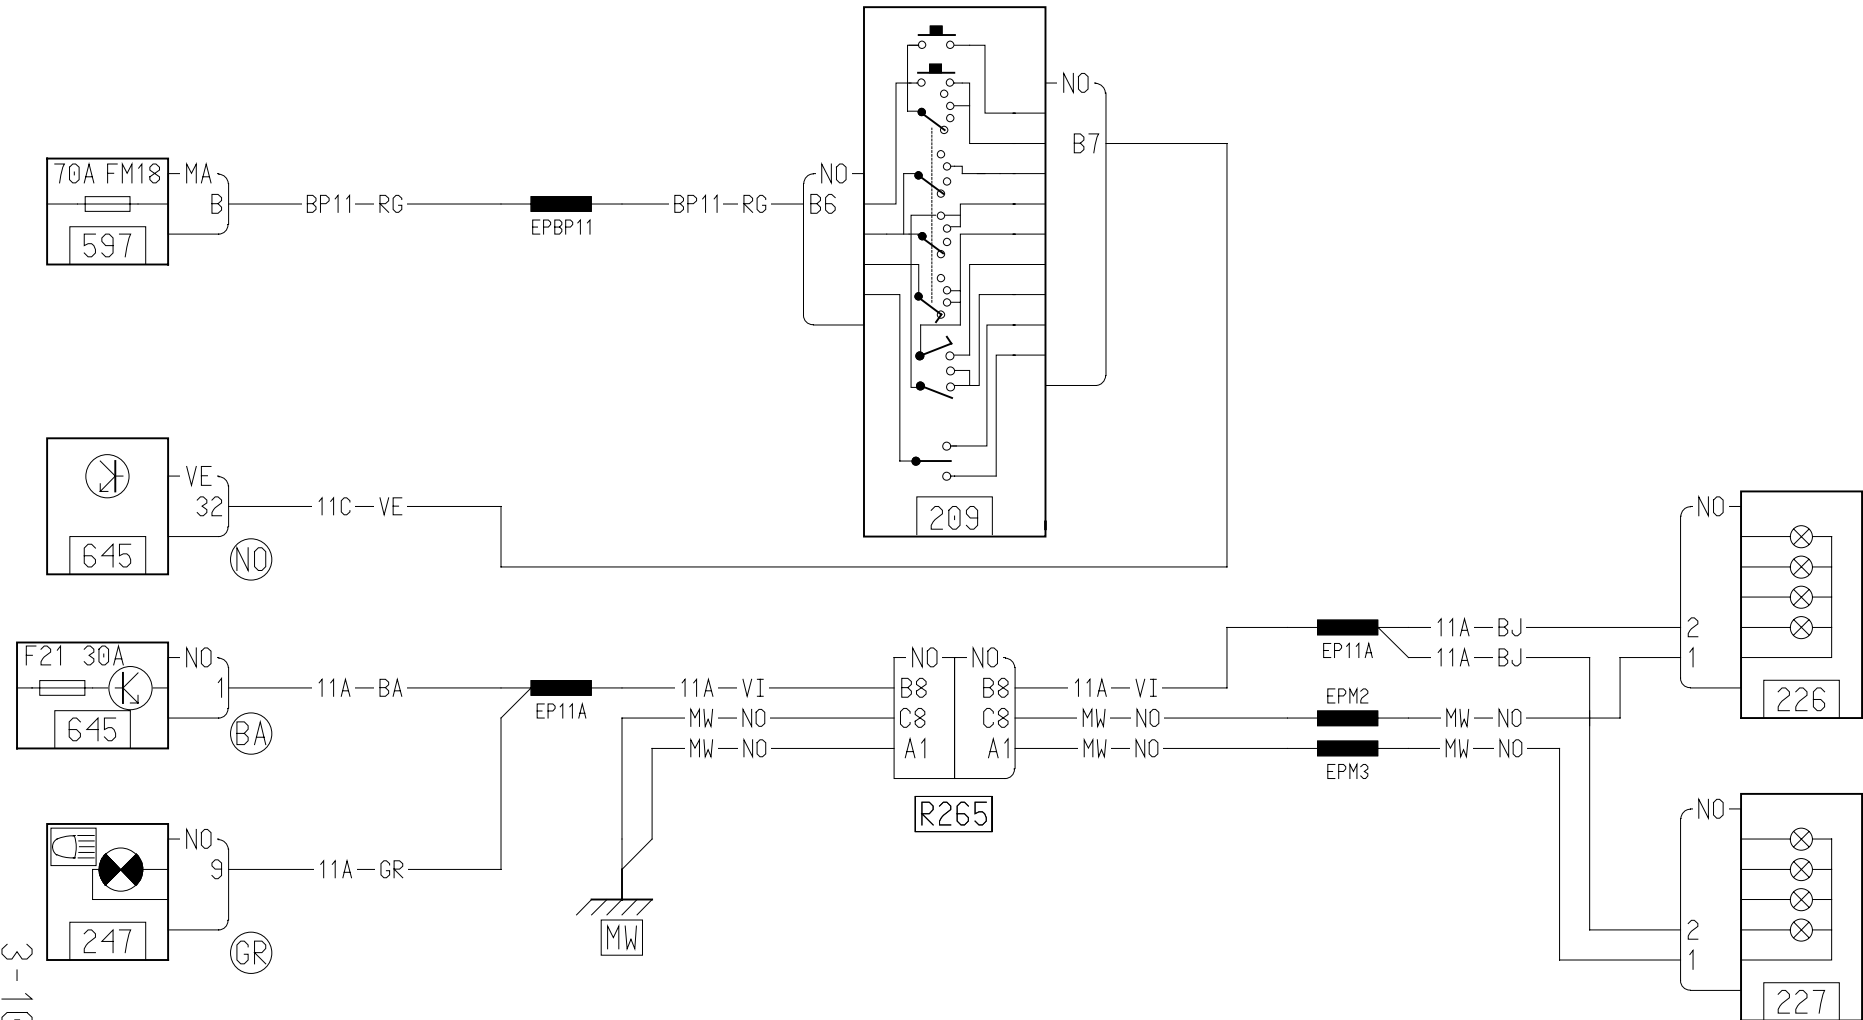 NO
B7
70A FM18 MA
B BP11 RG EPBP11 BP11 RG
NO
B6
597
VE
32 11C VE
645
NO
209
F21 30A NO
1 11A BA
EP11A
645
BA
11A VI
MW NO
MW NO
NO NO
B8 B8
C8 C8
A1 A1
R265
11A VI
MW NO
MW NO
EP11A
11A BJ
11A BJ
EPM2
MW NO
MW NO
EPM3
NO
2
1
226
NO
9 11A GR
247
GR
MW
NO
2
1
227
3-10